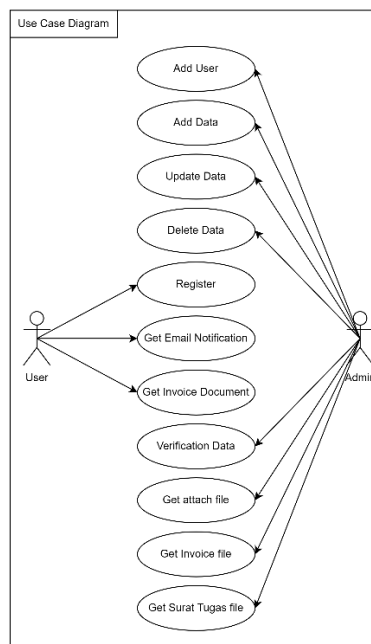 Use Case Diagram
Add User
Add Data
Update Data
Delete Data
Register
Get Email Notification
User
Admin
Get Invoice Document
Verification Data
Get attach file
Get Invoice file
Get Surat Tugas file